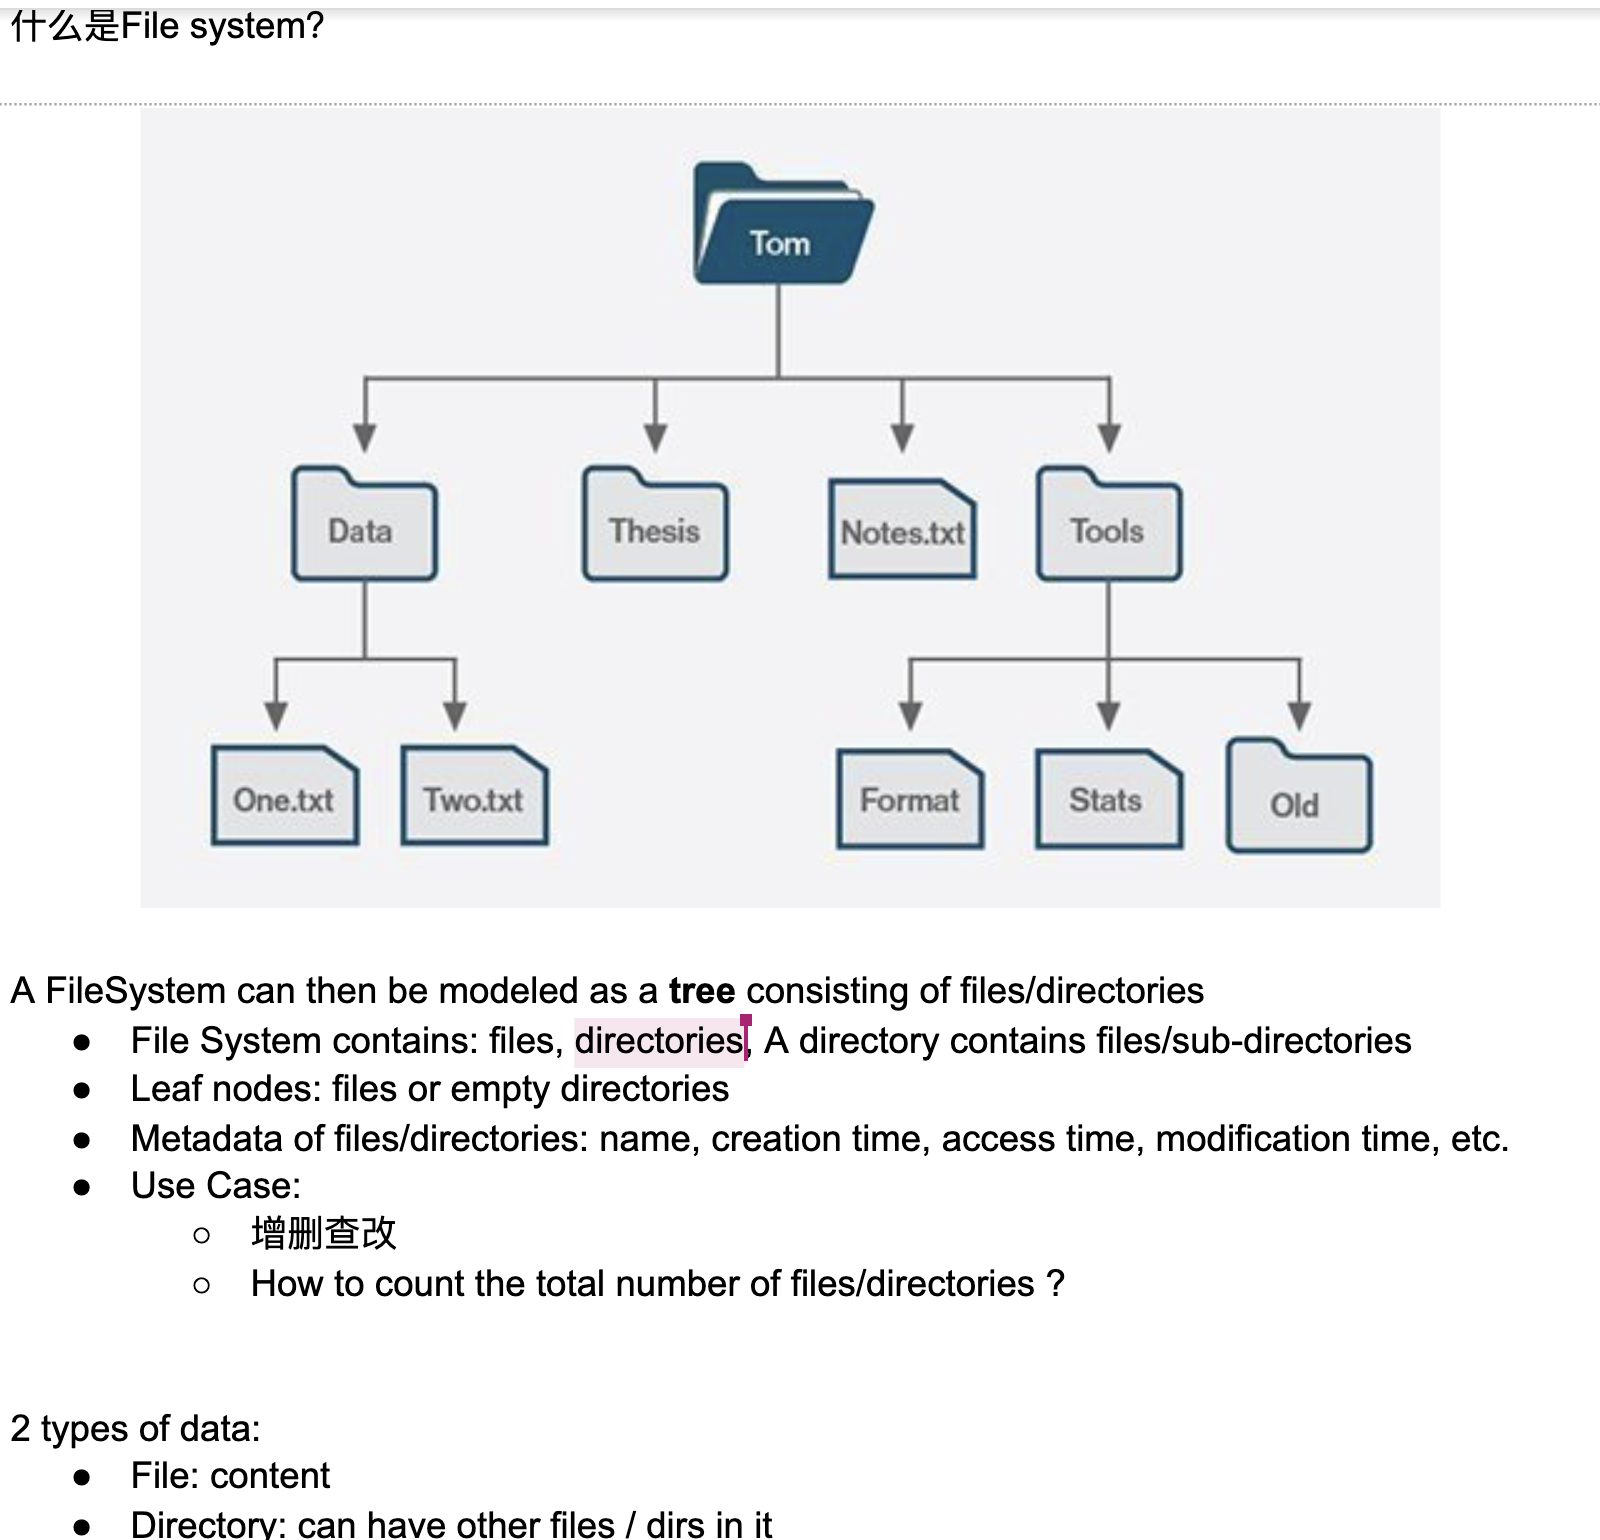 什么是File system?
Tom
Data
Thesis
Notes.txt
Tools
One.txt
Two.txt
Format
Stats
Old
A FileSystem can then be modeled as a tree consisting of files/directories
● File System contains: files, directories, A directory contains files/sub-directories
● Leaf nodes: files or empty directories
● Metadata of files/directories: name, creation time, access time, modification time, etc.
● Use Case:
○ 增删查改
○ How to count the total number of files/directories ?
2 types of data:
● File: content
● Directory: can have other files / dirs in it